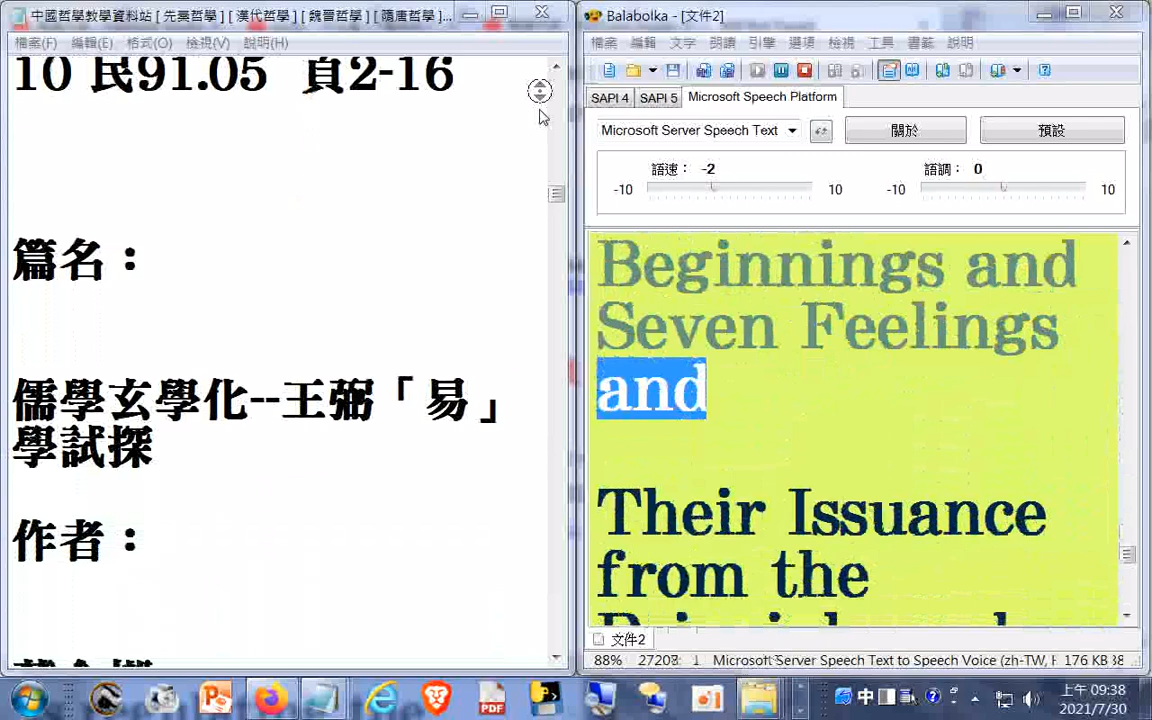 中國哲學教學資料站 [ 先秦哲學 ] [ 漢代哲學 ] [ 魏晉哲學 ] [ 隋唐哲學 ]...
檔案(F) 編輯(E) 格式(O) 檢視(V) 說明(H)
10 民91.05 頁2-16
篇名：
儒學玄學化--王弼「易」
學試探
作者：
Balabolka - [文件2]
檔案 編輯 文字 朗讀 引擎 選項 檢視 工具 書籤 說明
SAPI 4 SAPI 5 Microsoft Speech Platform
Microsoft Server Speech Text 關於 預設
語速： -2 語調： 0
-10 10 -10 10
Beginnings and
Seven Feelings
and
Their Issuance
from the
文件2
88% 27207: 1 Microsoft Server Speech Text to Speech Voice (zh-TW, 176 KB
中
上午 09:38
2021/7/30
PDF